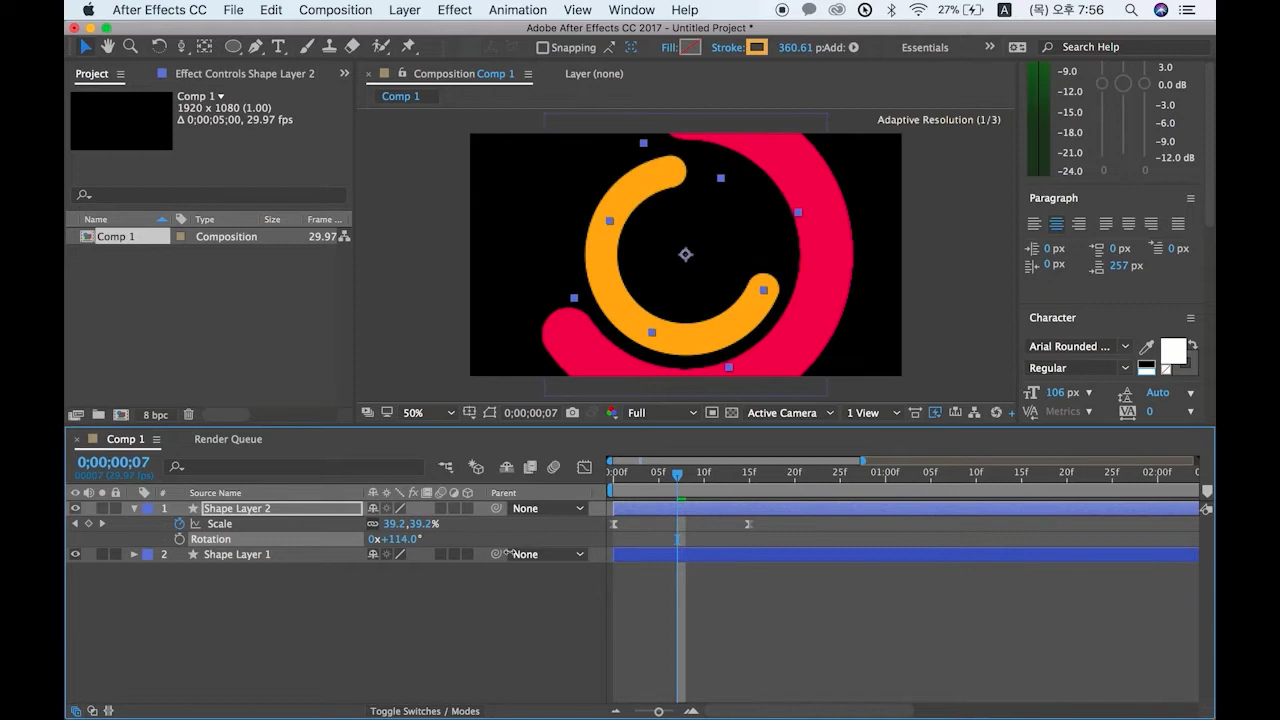 After Effects CC File Edit Composition Layer Effect Animation View Window Help 27% (목) 오후 7:56
Adobe After Effects CC 2017 - Untitled Project *
Snapping Fill: Stroke: 360.61 px Add: Essentials Search Help
Project Effect Controls Shape Layer 2 Composition Comp 1 Layer (none)
Comp 1
1920 x 1080 (1.00)
Δ 0;00;05;00, 29.97 fps
Comp 1
Adaptive Resolution (1/3)
Name Type Size Frame ...
Comp 1 Composition 29.97
8 bpc
50% 0;00;00;07 Full Active Camera 1 View
-9.0
-12.0
-15.0
-18.0
-21.0
-24.0
0 0
3.0
0.0 dB
-3.0
-6.0
-9.0
-12.0 dB
Paragraph
0 px 0 px 0 px
0 px 257 px
Character
Arial Rounded ...
Regular
106 px Auto
Metrics 0
Comp 1 Render Queue
0;00;00;07
00007 (29.97 fps)
:00f 05f 10f 15f 20f 25f 01:00f 05f 10f 15f 20f 25f 02:00f
# Source Name Parent
1 Shape Layer 2 None
Scale 39.2,39.2%
Rotation 0x+114.0°
2 Shape Layer 1 None
Toggle Switches / Modes